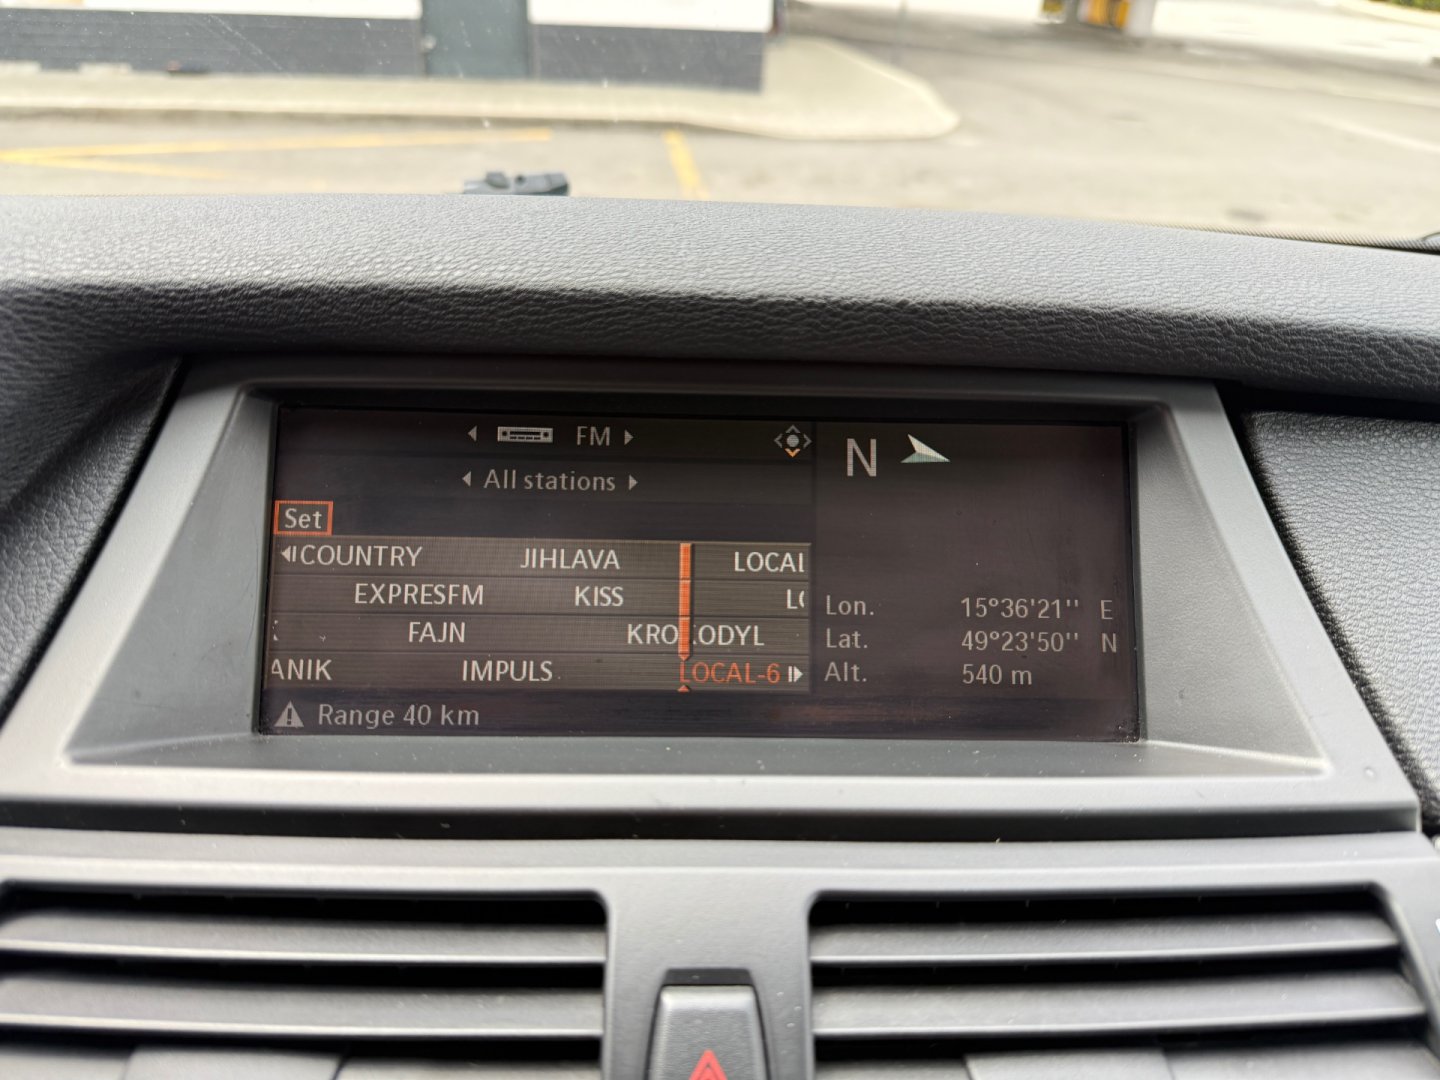 FM
All stations
Set
COUNTRY JIHLAVA LOCAL
EXPRESFM KISS
FAJN KROKODYL
ANIK IMPULS LOCAL-6
Range 40 km
N
Lon. 15°36'21'' E
Lat. 49°23'50'' N
Alt. 540 m